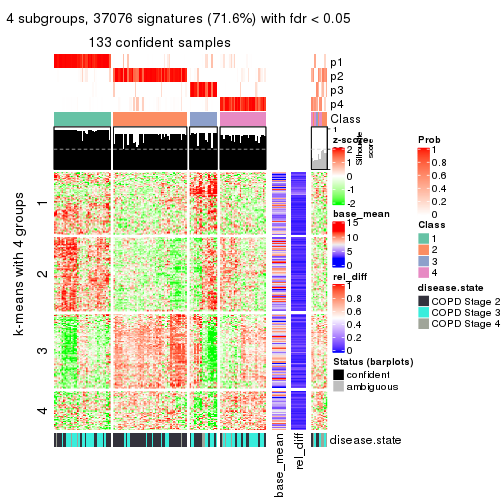 4 subgroups, 37076 signatures (71.6%) with fdr < 0.05
133 confident samples
p1
p2
p3
p4
Class
1
Silhouette
score
k-means with 4 groups
1
2
3
4
base_mean
rel_diff
disease.state
z-score
2
1
0
-1
-2
base_mean
15
10
5
0
rel_diff
1
0.8
0.6
0.4
0.2
0
Status (barplots)
confident
ambiguous
Prob
1
0.8
0.6
0.4
0.2
0
Class
1
2
3
4
disease.state
COPD Stage 2
COPD Stage 3
COPD Stage 4